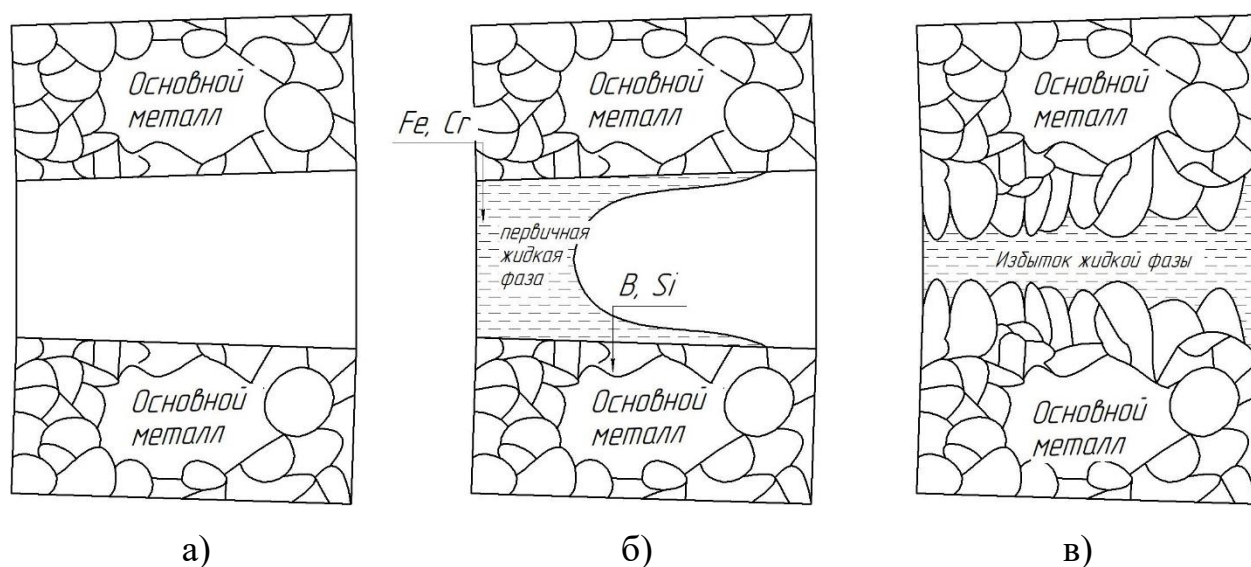 Основной
металл
Основной
металл
а)
Fe, Cr
Основной
металл
первичная
жидкая
фаза
B, Si
Основной
металл
б)
Основной
металл
Избыток жидкой фазы
Основной
металл
в)